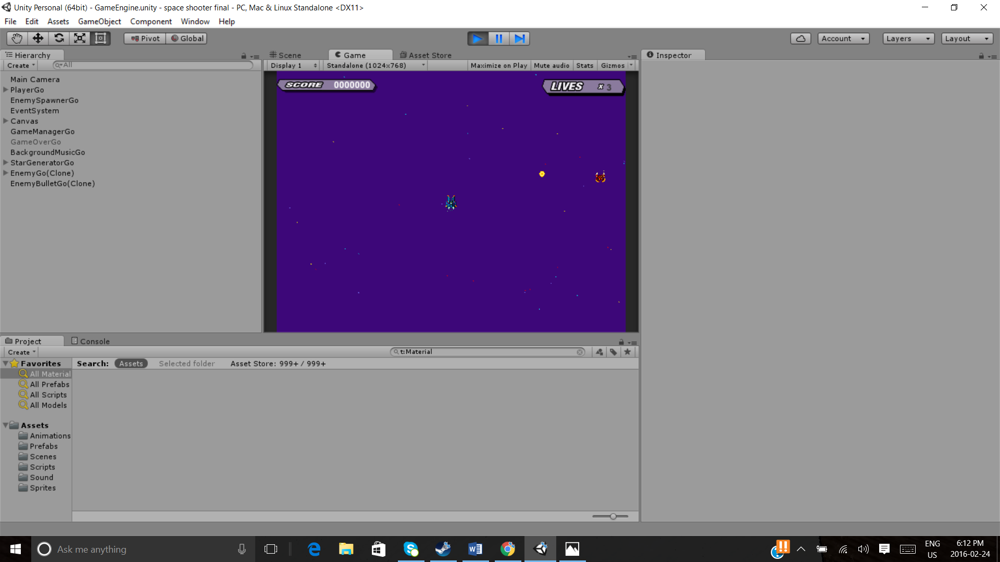 Unity Personal (64bit) - GameEngine.unity - space shooter final - PC, Mac & Linux Standalone <DX11>
File Edit Assets GameObject Component Window Help
Pivot Global Account Layers Layout
Hierarchy Scene Game Asset Store Inspector
Create All Display 1 Standalone (1024x768) Maximize on Play Mute audio Stats Gizmos
Main Camera
PlayerGo
EnemySpawnerGo
EventSystem
Canvas
GameManagerGo
GameOverGo
BackgroundMusicGo
StarGeneratorGo
EnemyGo(Clone)
EnemyBulletGo(Clone)
SCORE 0000000 LIVES x 3
Project Console
Create t:Material
Favorites Search: Assets Selected folder Asset Store: 999+ / 999+
All Material
All Prefabs
All Scripts
All Models
Assets
Animations
Prefabs
Scenes
Scripts
Sound
Sprites
Ask me anything ENG 6:12 PM
US 2016-02-24